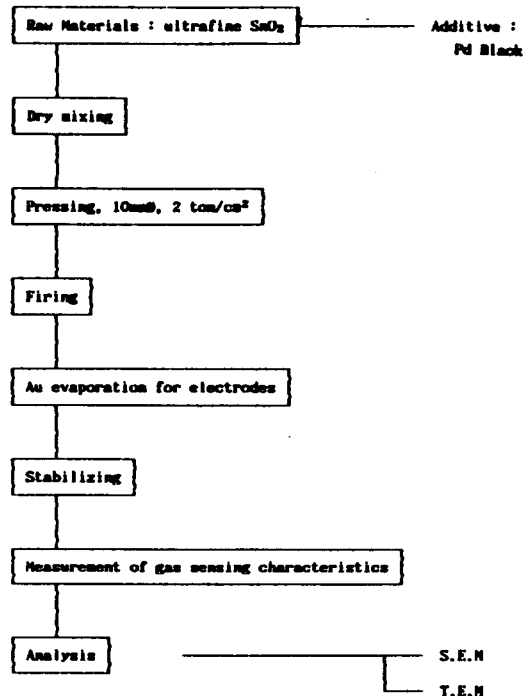 Raw Materials : ultrafine SnO₂
Additive :
Pd Black
Dry mixing
Pressing, 10mmØ, 2 ton/cm²
Firing
Au evaporation for electrodes
Stabilizing
Measurement of gas sensing characteristics
Analysis
S.E.M
T.E.M